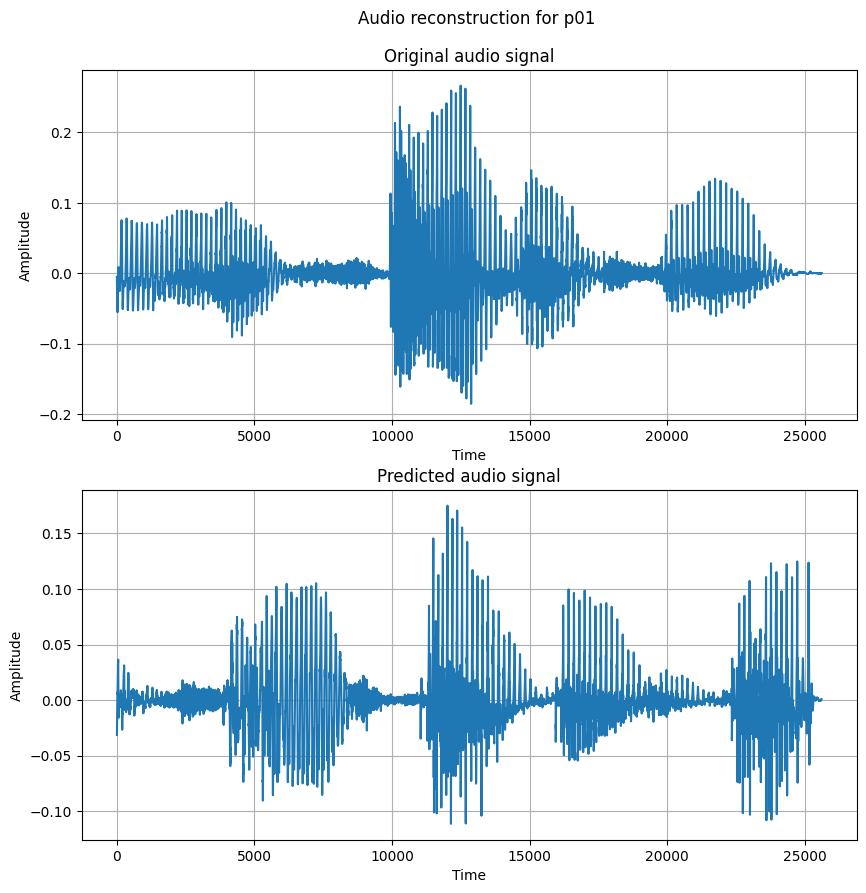 Audio reconstruction for p01
Original audio signal
Amplitude
0.2
0.1
0.0
−0.1
−0.2
0 5000 10000 15000 20000 25000
Time
Predicted audio signal
Amplitude
0.15
0.10
0.05
0.00
−0.05
−0.10
0 5000 10000 15000 20000 25000
Time